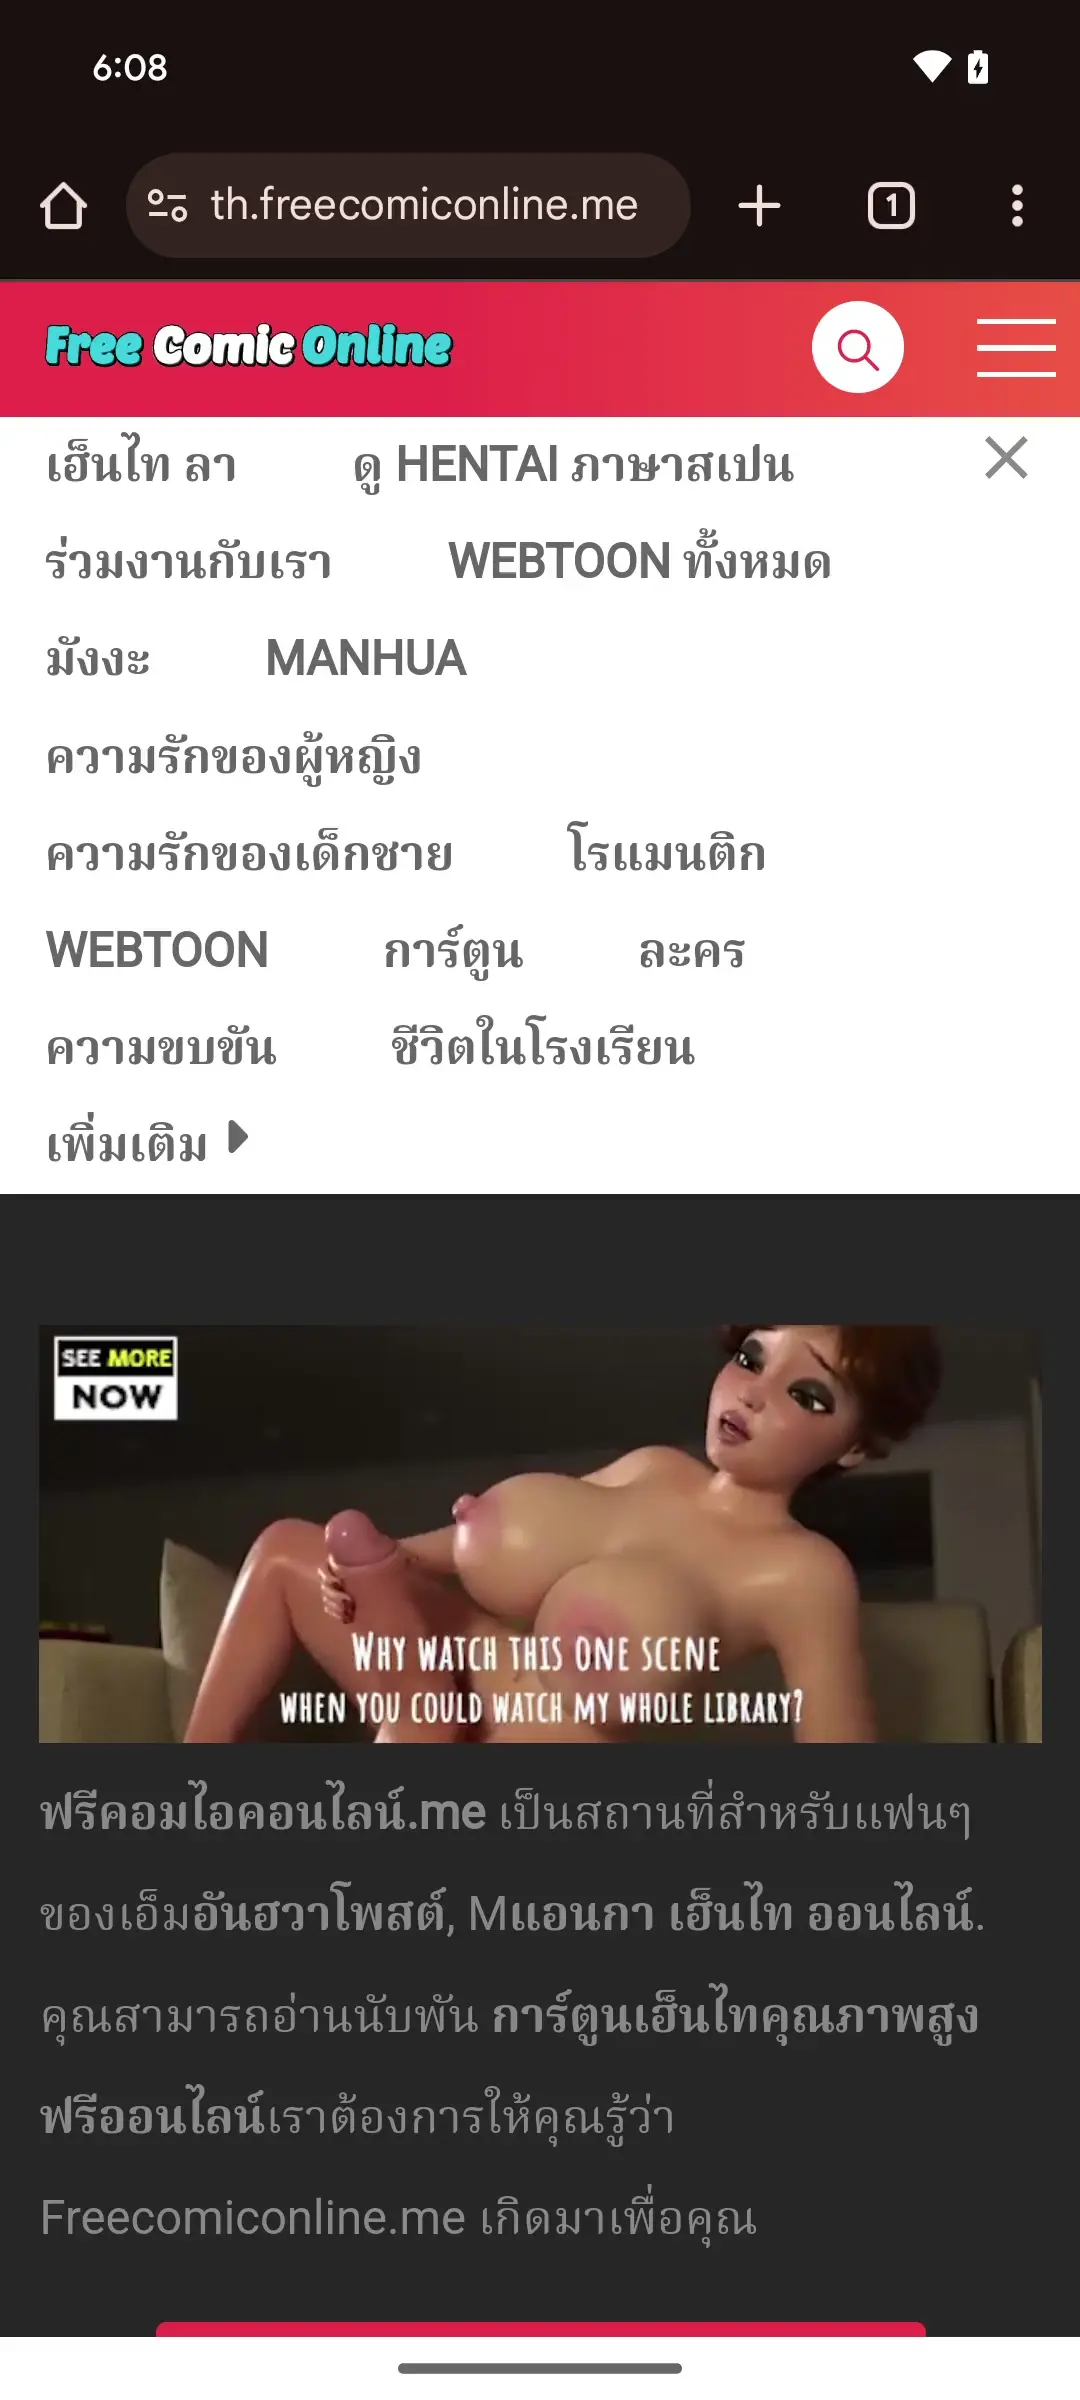 6:08
th.freecomiconline.me
1
Free Comic Online
เฮ็นไท ลา ดู HENTAI ภาษาสเปน
ร่วมงานกับเรา WEBTOON ทั้งหมด
มังงะ MANHUA
ความรักของผู้หญิง
ความรักของเด็กชาย โรแมนติก
WEBTOON การ์ตูน ละคร
ความขบขัน ชีวิตในโรงเรียน
เพิ่มเติม
SEE MORE
NOW
WHY WATCH THIS ONE SCENE
WHEN YOU COULD WATCH MY WHOLE LIBRARY?
ฟรีคอมไอคอนไลน์.me เป็นสถานที่สำหรับแฟนๆ
ของเอ็มอันฮวาโพสต์, Mแอนกา เฮ็นไท ออนไลน์.
คุณสามารถอ่านนับพัน การ์ตูนเฮ็นไทคุณภาพสูง
ฟรีออนไลน์เราต้องการให้คุณรู้ว่า
Freecomiconline.me เกิดมาเพื่อคุณ